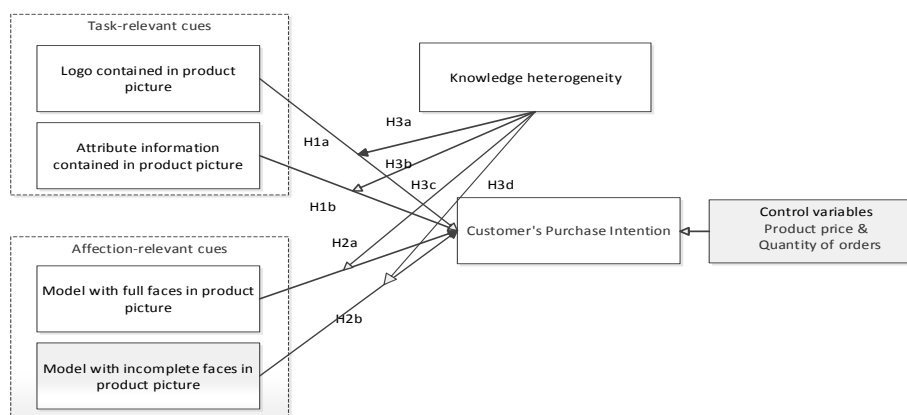 Task-relevant cues
Logo contained in product
picture
Attribute information
contained in product picture
Knowledge heterogeneity
H3a
H1a
H3b
H3c
H3d
H1b
Customer's Purchase Intention
Control variables
Product price &
Quantity of orders
Affection-relevant cues
H2a
Model with full faces in product
picture
H2b
Model with incomplete faces in
product picture